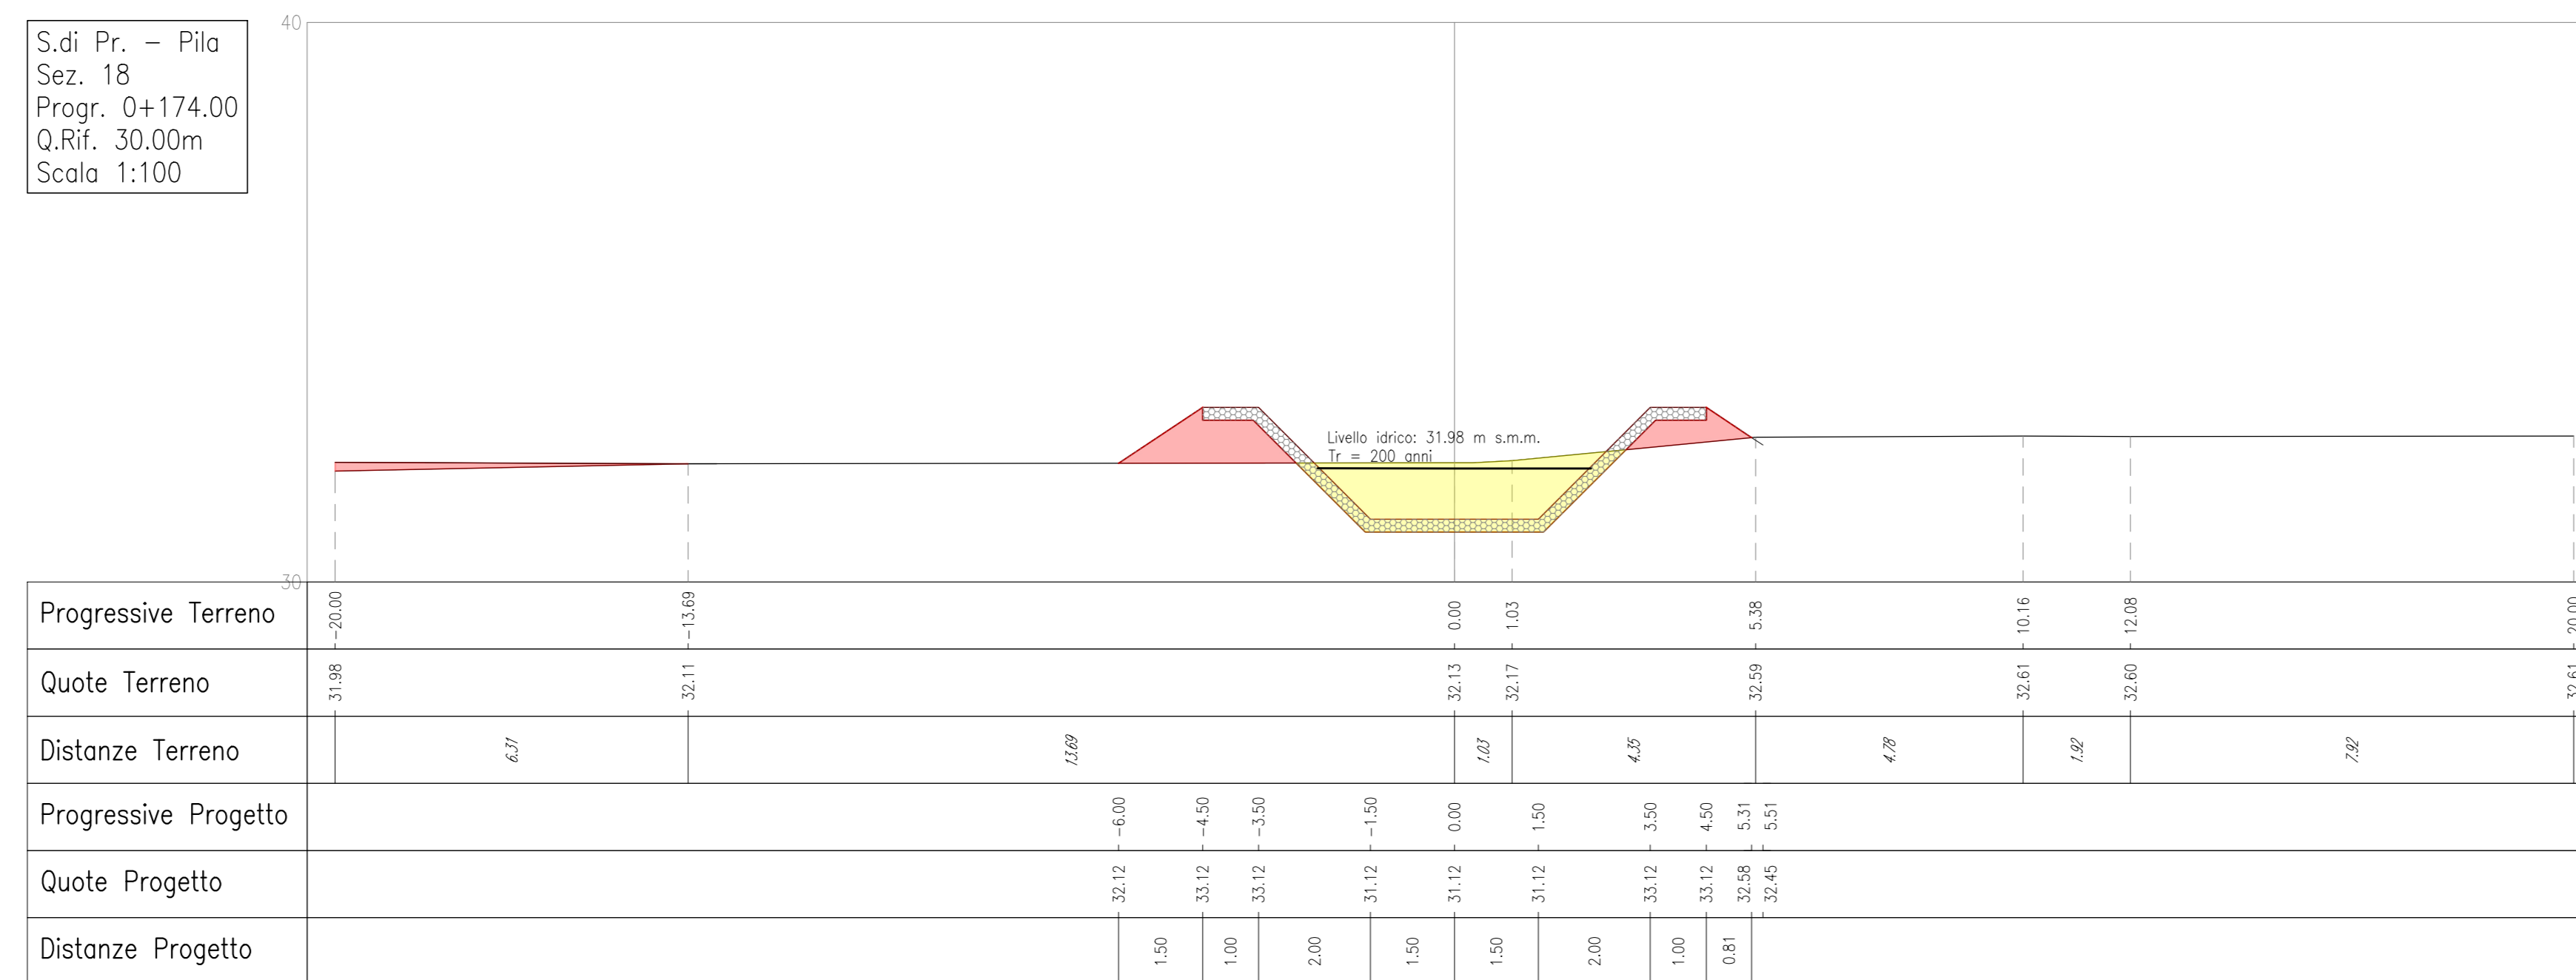 S.di Pr. – Pila
Sez. 18
Progr. 0+174.00
Q.Rif. 30.00m
Scala 1:100
40
Livello idrico: 31.98 m s.m.m.
Tr = 200 anni
30
Progressive Terreno -20.00 -13.69 0.00 1.03 5.38 10.16 12.08 20.00
Quote Terreno 31.98 32.11 32.13 32.17 32.59 32.61 32.60 32.61
Distanze Terreno 6.31 13.69 1.03 4.35 4.78 1.92 7.92
Progressive Progetto -6.00 -4.50 -3.50 -1.50 0.00 1.50 3.50 4.50 5.31 5.51
Quote Progetto 32.12 33.12 33.12 31.12 31.12 31.12 33.12 33.12 32.58 32.45
Distanze Progetto 1.50 1.00 2.00 1.50 1.50 2.00 1.00 0.81